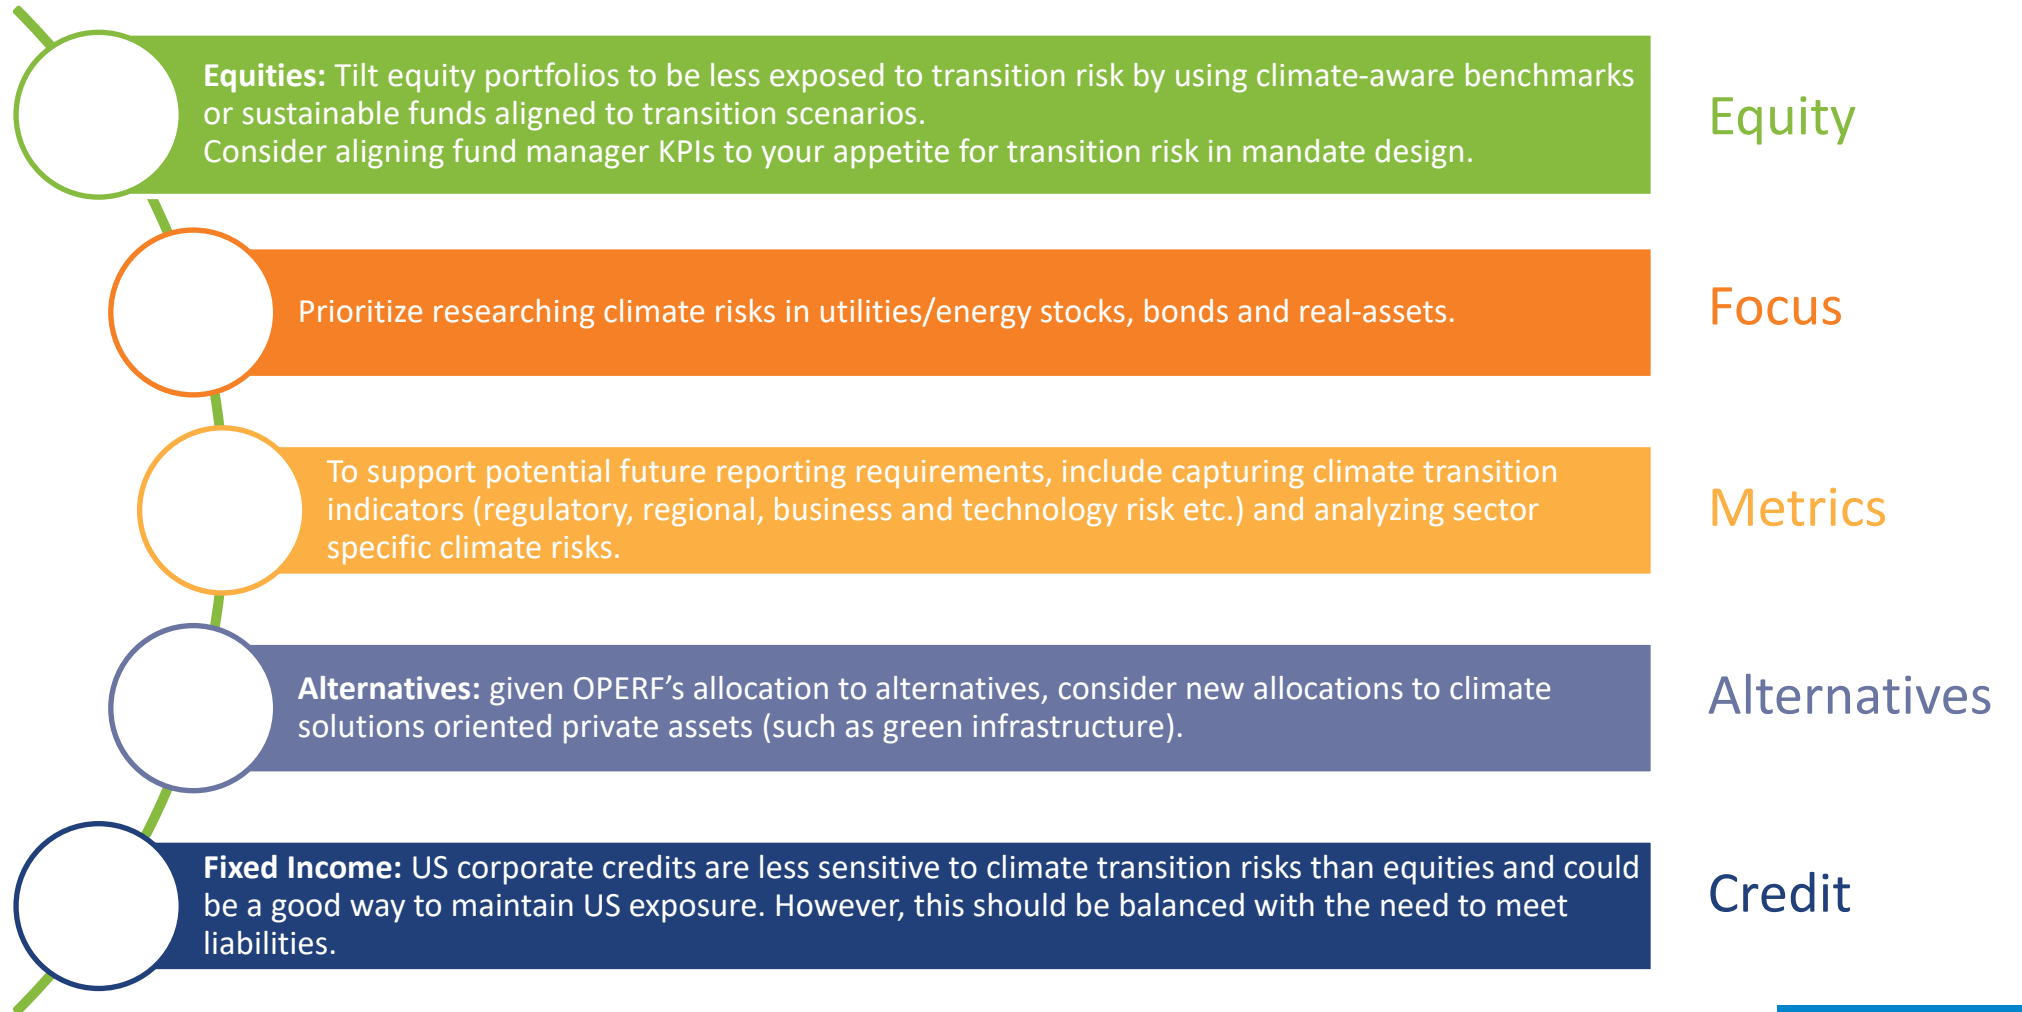 Equities: Tilt equity portfolios to be less exposed to transition risk by using climate-aware benchmarks
or sustainable funds aligned to transition scenarios.
Consider aligning fund manager KPIs to your appetite for transition risk in mandate design.
Equity
Prioritize researching climate risks in utilities/energy stocks, bonds and real-assets.
Focus
To support potential future reporting requirements, include capturing climate transition
indicators (regulatory, regional, business and technology risk etc.) and analyzing sector
specific climate risks.
Metrics
Alternatives: given OPERF’s allocation to alternatives, consider new allocations to climate
solutions oriented private assets (such as green infrastructure).
Alternatives
Fixed Income: US corporate credits are less sensitive to climate transition risks than equities and could
be a good way to maintain US exposure. However, this should be balanced with the need to meet
liabilities.
Credit